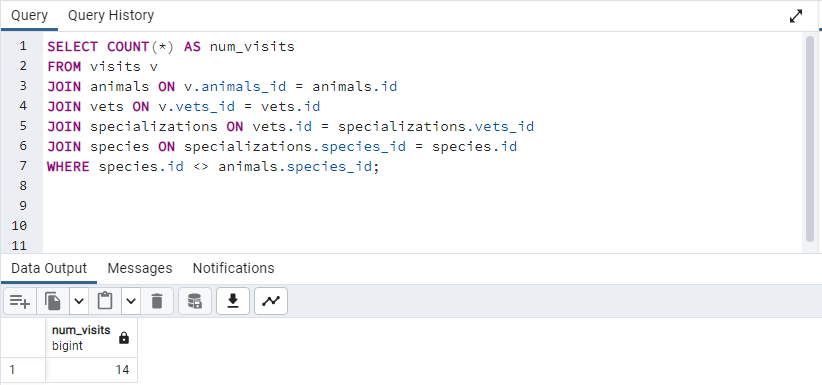 Query Query History
1 SELECT COUNT(*) AS num_visits
2 FROM visits v
3 JOIN animals ON v.animals_id = animals.id
4 JOIN vets ON v.vets_id = vets.id
5 JOIN specializations ON vets.id = specializations.vets_id
6 JOIN species ON specializations.species_id = species.id
7 WHERE species.id <> animals.species_id;
8
9
10
11
Data Output Messages Notifications
num_visits
bigint
1 14